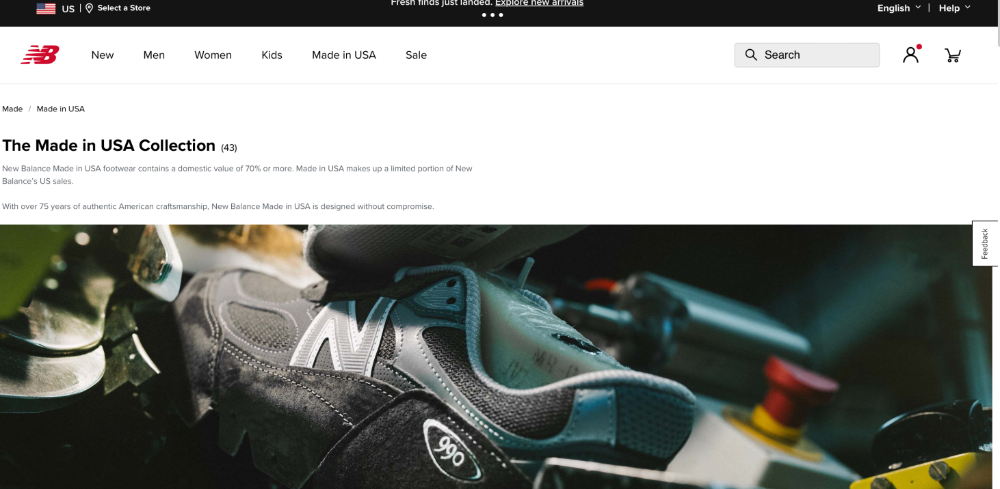 US | Select a Store
Fresh finds just landed. Explore new arrivals
English | Help
NB
New Men Women Kids Made in USA Sale
Search
Made / Made in USA
The Made in USA Collection (43)
New Balance Made in USA footwear contains a domestic value of 70% or more. Made in USA makes up a limited portion of New
Balance’s US sales.
With over 75 years of authentic American craftsmanship, New Balance Made in USA is designed without compromise.
Feedback
N
990